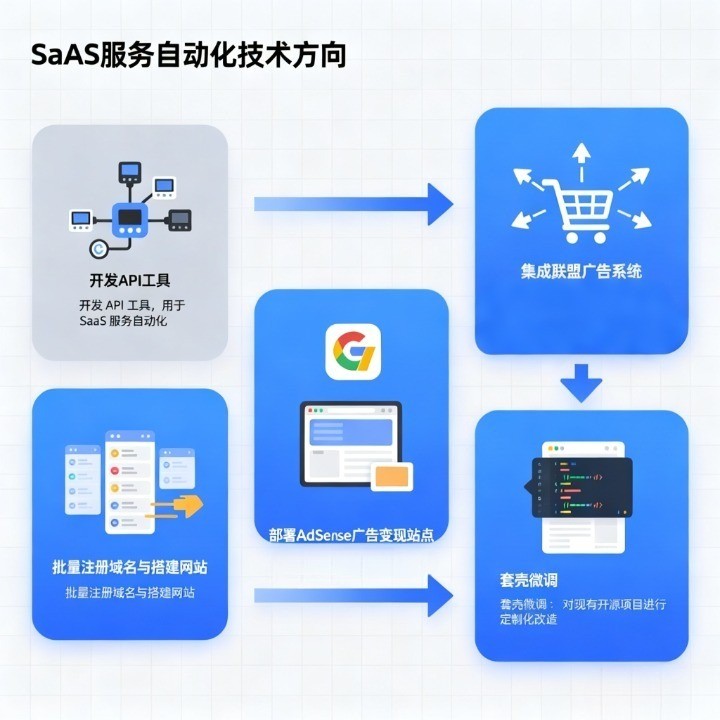 SaAS服务自动化技术方向
开发API工具
开发 API 工具，用于
SaaS 服务自动化
集成联盟广告系统
部署AdSense广告变现站点
批量注册域名与搭建网站
批量注册域名与搭建网站
套壳微调
套壳微调： 对现有开源项目进行
定制化改造